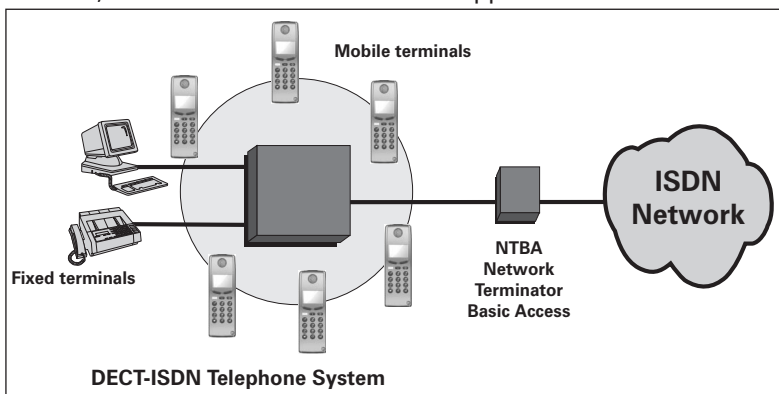 Mobile terminals
ISDN
Network
NTBA
Network
Terminator
Basic Access
Fixed terminals
DECT-ISDN Telephone System